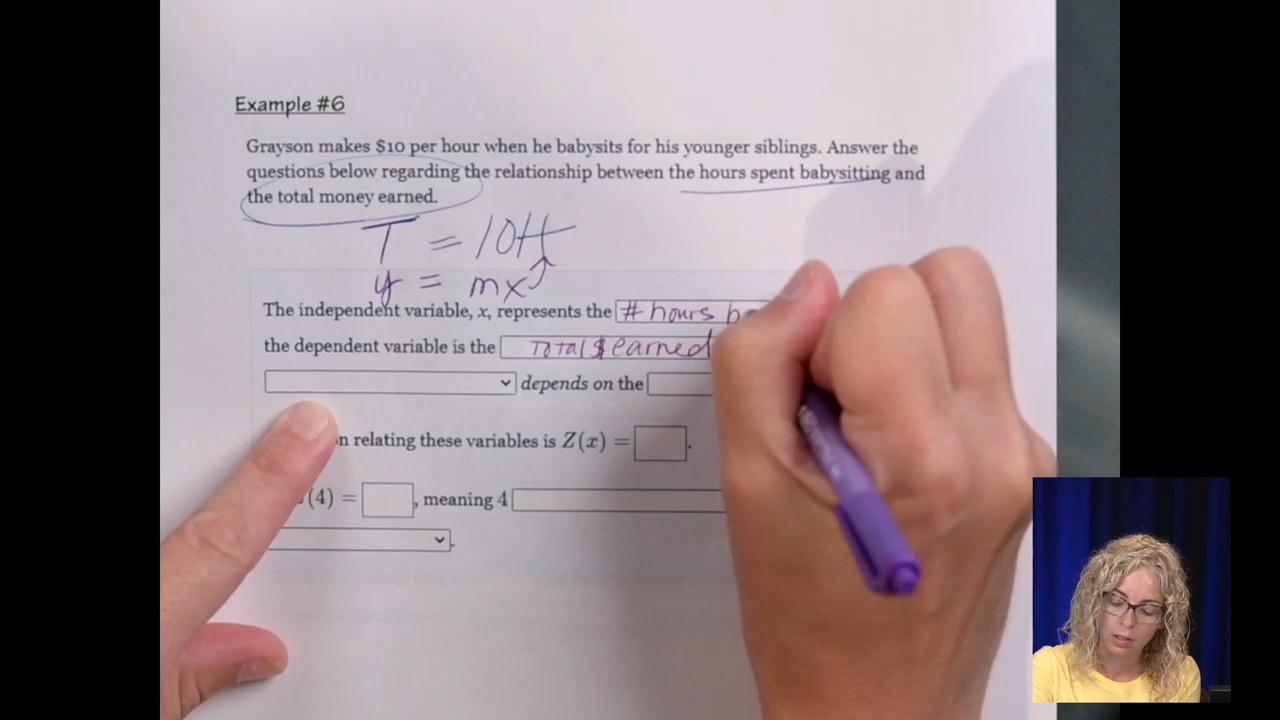 Example #6
Grayson makes $10 per hour when he babysits for his younger siblings. Answer the
questions below regarding the relationship between the hours spent babysitting and
the total money earned.
T = 10H
y = mx
The independent variable, x, represents the # hours
the dependent variable is the Total $ earned
depends on the
relating these variables is Z(x) = .
(4) = , meaning 4
.